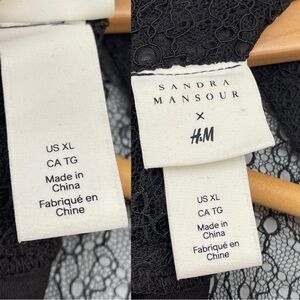 US XL
CA TG
Made in
China
Fabriqué en
Chine
SANDRA
MANSOUR
×
H&M
US XL
CA TG
Made in
China
Fabriqué en
Chine